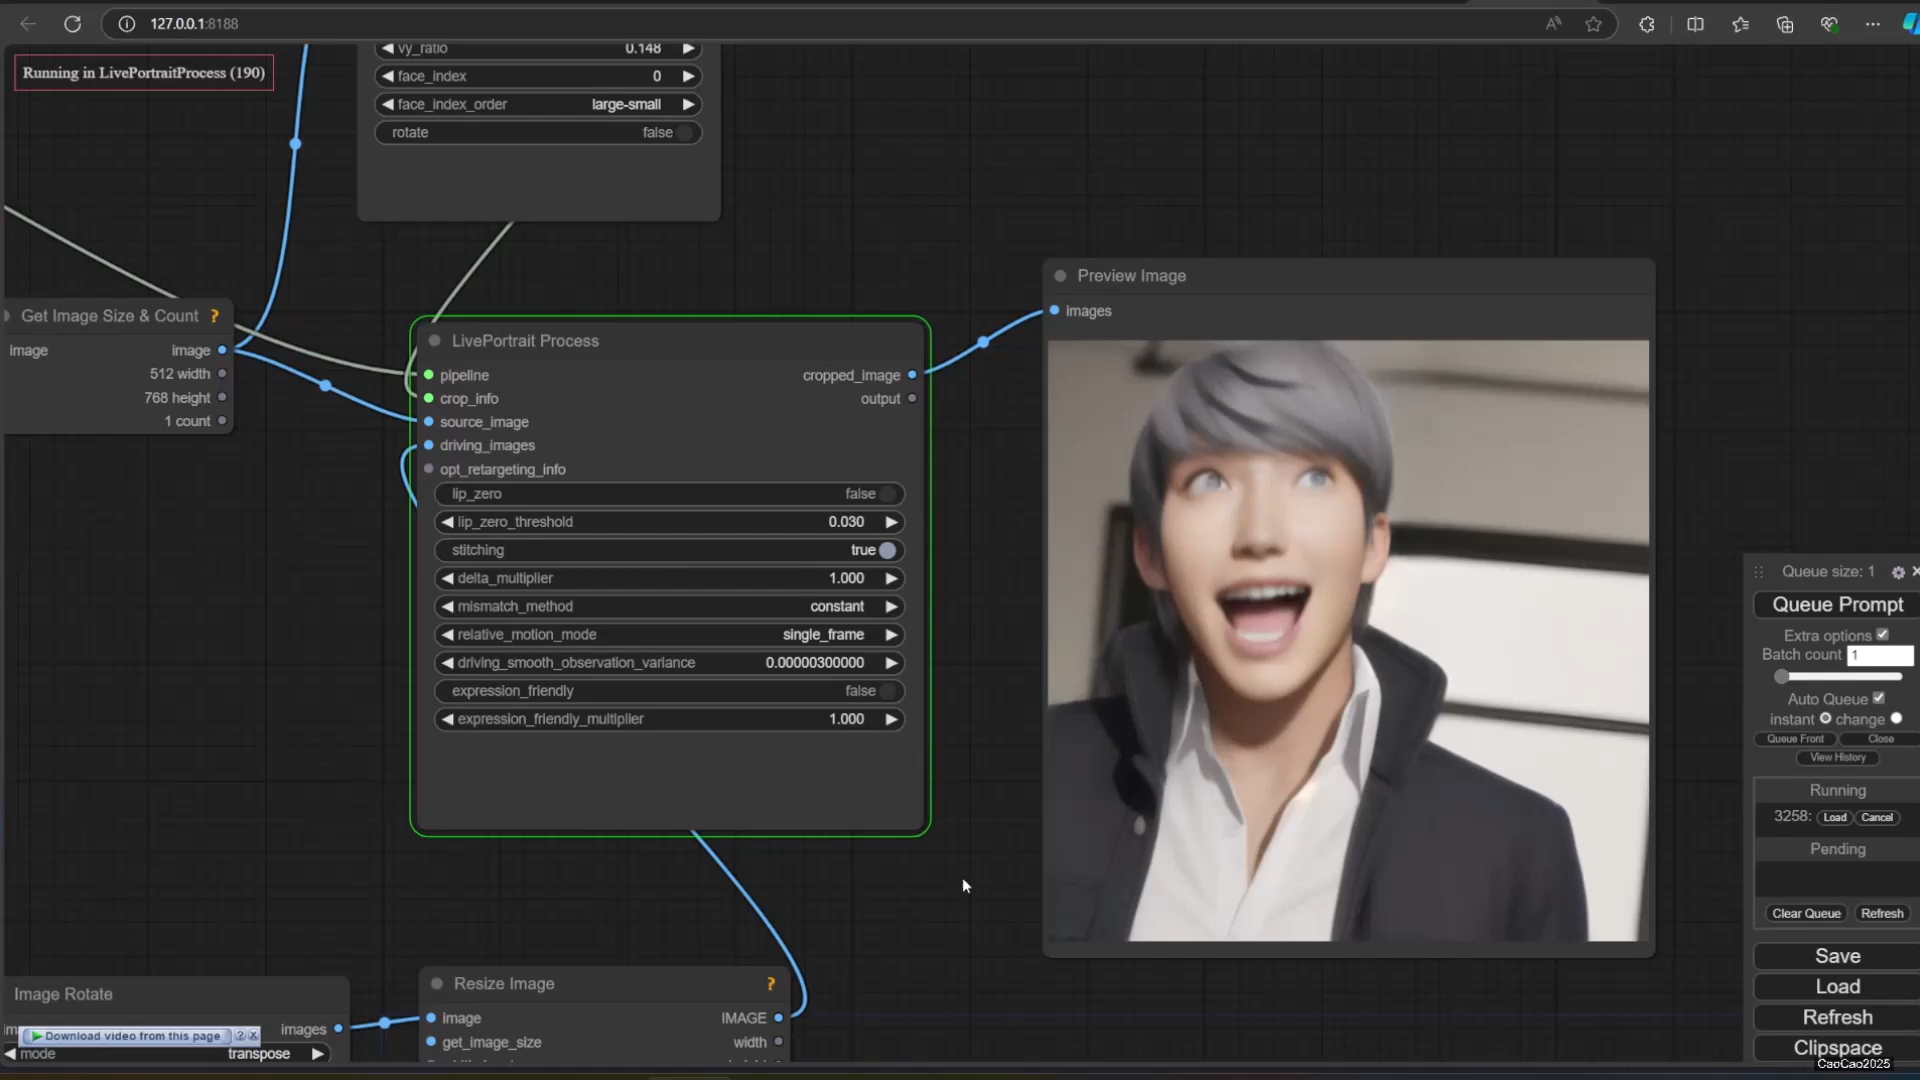 127.0.0.1:8188
Running in LivePortraitProcess (190)
vy_ratio 0.148
face_index 0
face_index_order large-small
rotate false
Get Image Size & Count ?
image image
512 width
768 height
1 count
LivePortrait Process
pipeline cropped_image
crop_info output
source_image
driving_images
opt_retargeting_info
lip_zero false
lip_zero_threshold 0.030
stitching true
delta_multiplier 1.000
mismatch_method constant
relative_motion_mode single_frame
driving_smooth_observation_variance 0.00000300000
expression_friendly false
expression_friendly_multiplier 1.000
Preview Image
images
Queue size: 1
Queue Prompt
Extra options
Batch count 1
Auto Queue
instant change
Queue Front Close
View History
Running
3258: Load Cancel
Pending
Clear Queue Refresh
Save
Load
Refresh
Clipspace
CaoCao2025
Image Rotate
images
Download video from this page ? X
mode transpose
Resize Image ?
image IMAGE
get_image_size width